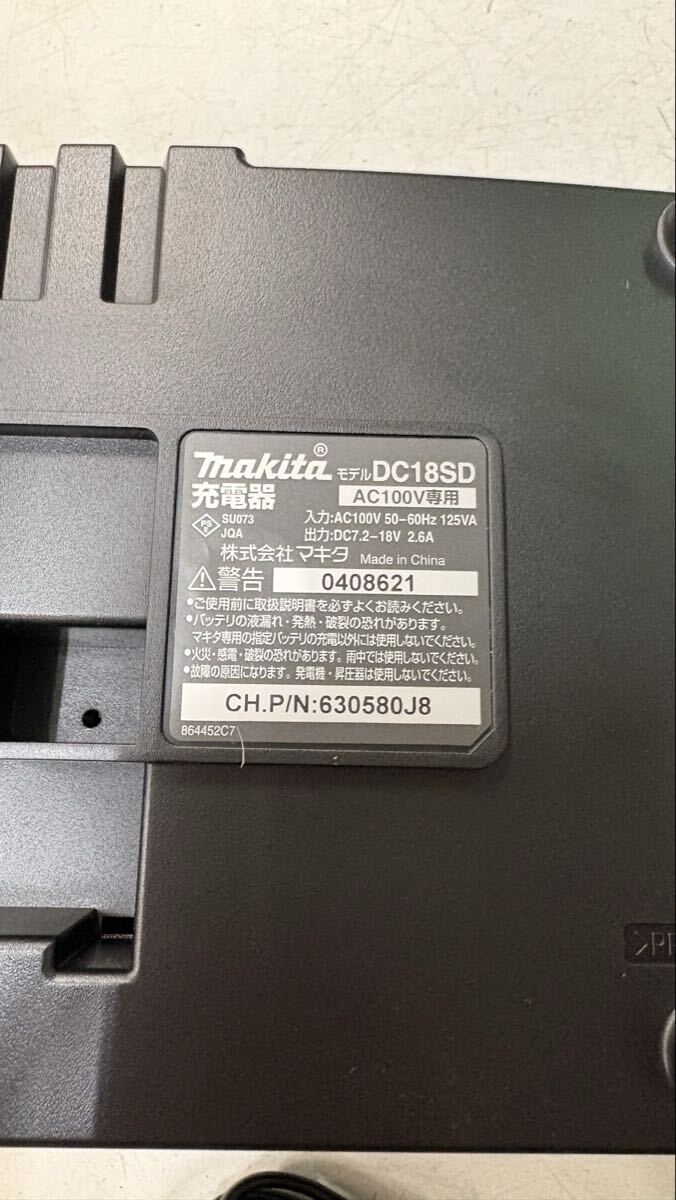 makita® モデルDC18SD
充電器 AC100V専用
PS E SU073 JQA 入力:AC100V 50-60Hz 125VA
出力:DC7.2-18V 2.6A
株式会社マキタ Made in China
警告 0408621
●ご使用前に取扱説明書を必ずよくお読みください。
●バッテリの液漏れ・発熱・破裂の恐れがあります。
マキタ専用の指定バッテリの充電以外には使用しないでください。
●火災・感電・破裂の恐れがあります。雨中では使用しないでください。
●故障の原因になります。発電機・昇圧器は使用しないでください。
CH.P/N:630580J8
864452C7